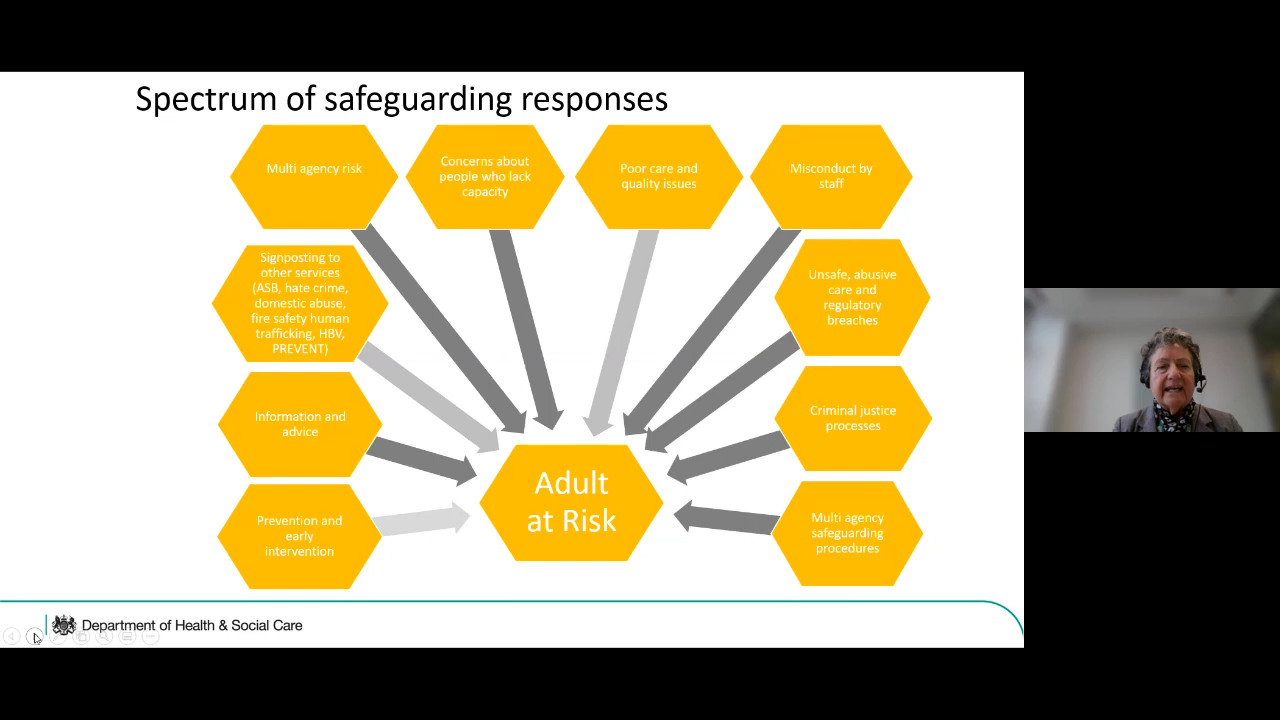 Spectrum of safeguarding responses
Multi agency risk
Concerns about
people who lack
capacity
Poor care and
quality issues
Misconduct by
staff
Signposting to
other services
(ASB, hate crime,
domestic abuse,
fire safety human
trafficking, HBV,
PREVENT)
Unsafe, abusive
care and
regulatory
breaches
Information and
advice
Criminal justice
processes
Prevention and
early
intervention
Adult
at Risk
Multi agency
safeguarding
procedures
Department of Health & Social Care